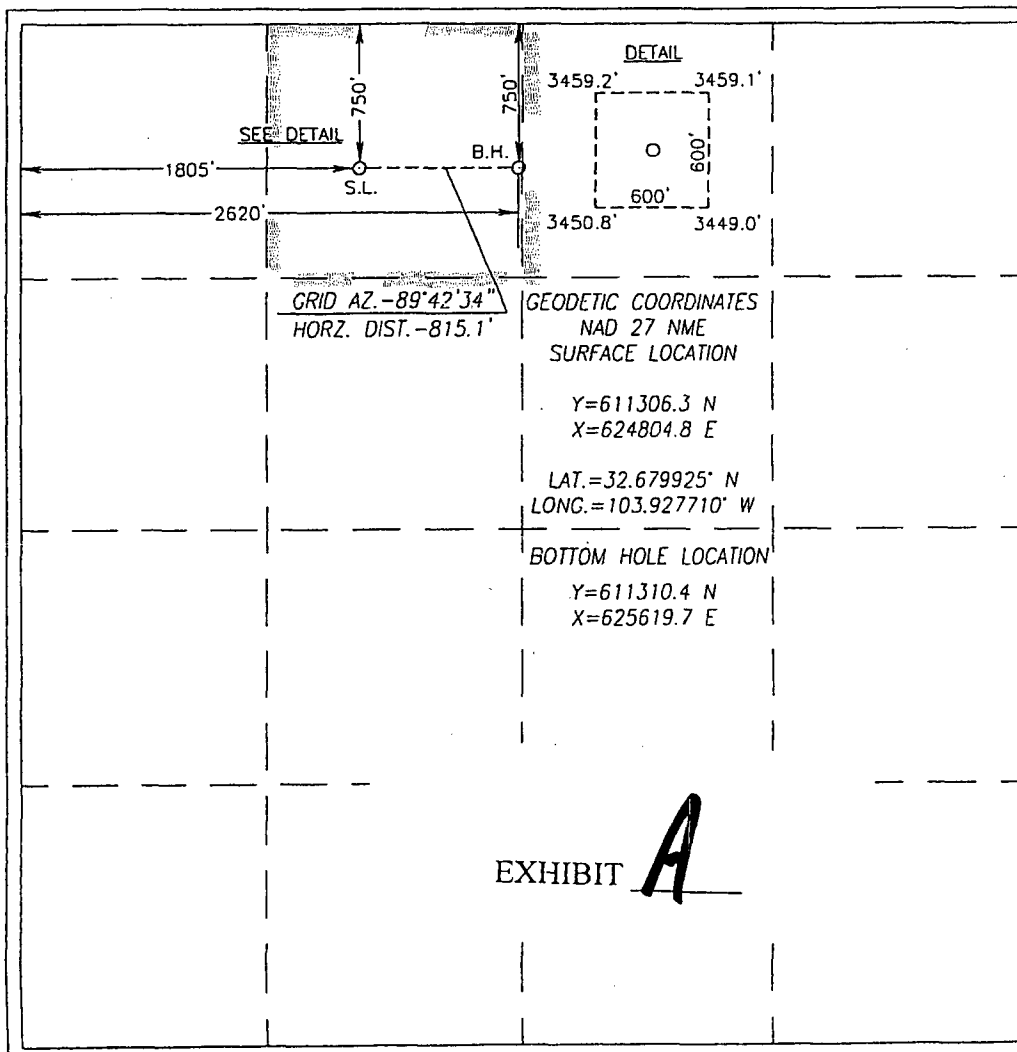 DETAIL
3459.2' 3459.1'
750' 750'
SEE DETAIL
B.H.
600'
1805'
S.L.
600'
2620'
3450.8' 3449.0'
GRID AZ.-89°42'34"
HORZ. DIST.-815.1'
GEODETIC COORDINATES
NAD 27 NME
SURFACE LOCATION
Y=611306.3 N
X=624804.8 E
LAT.=32.679925° N
LONG.=103.927710° W
BOTTOM HOLE LOCATION
Y=611310.4 N
X=625619.7 E
EXHIBIT A